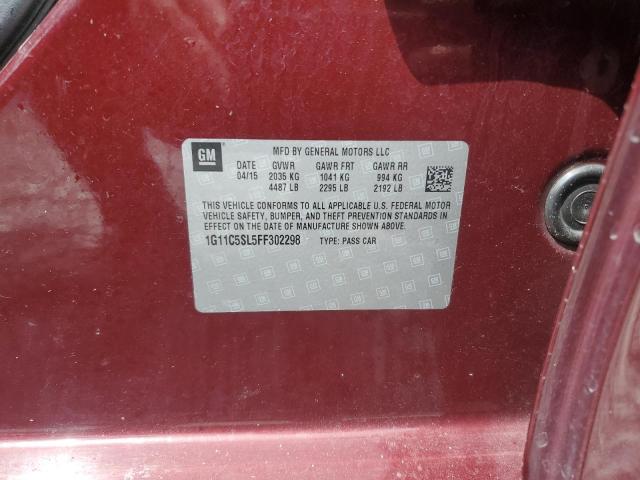 GM
MFD BY GENERAL MOTORS LLC
DATE GVWR GAWR FRT GAWR RR
04/15 2035 KG 1041 KG 994 KG
4487 LB 2295 LB 2192 LB
THIS VEHICLE CONFORMS TO ALL APPLICABLE U.S. FEDERAL MOTOR
VEHICLE SAFETY, BUMPER, AND THEFT PREVENTION STANDARDS IN
EFFECT ON THE DATE OF MANUFACTURE SHOWN ABOVE.
1G11C5SL5FF302298 TYPE: PASS CAR